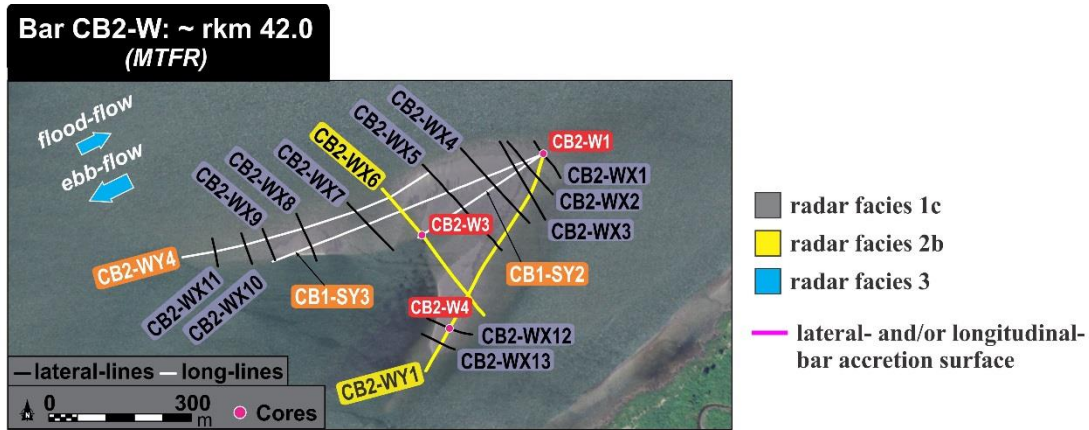 Bar CB2-W: ~ rkm 42.0
(MTFR)
flood-flow
ebb-flow
CB2-WX4
CB2-WX5
CB2-WX6
CB2-WX7
CB2-WX8
CB2-WX9
CB2-W1
CB2-WX1
CB2-WX2
CB2-WX3
CB2-W3
CB2-WY4
CB2-WX11
CB2-WX10
CB1-SY3
CB1-SY2
CB2-W4
CB2-WX12
CB2-WX13
CB2-WY1
lateral-lines
long-lines
N
0 300
m
Cores
radar facies 1c
radar facies 2b
radar facies 3
lateral- and/or longitudinal-
bar accretion surface